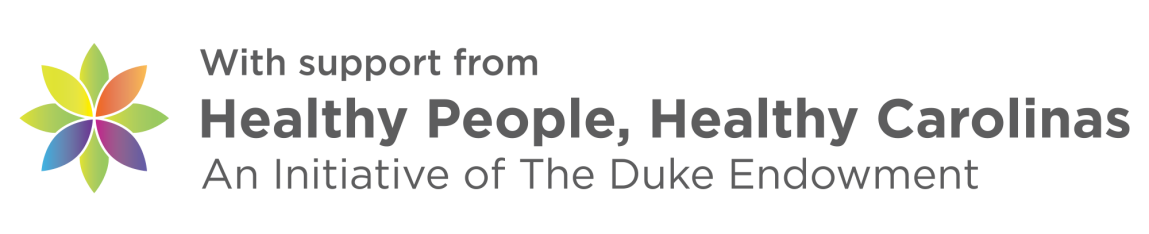 With support from
Healthy People, Healthy Carolinas
An Initiative of The Duke Endowment